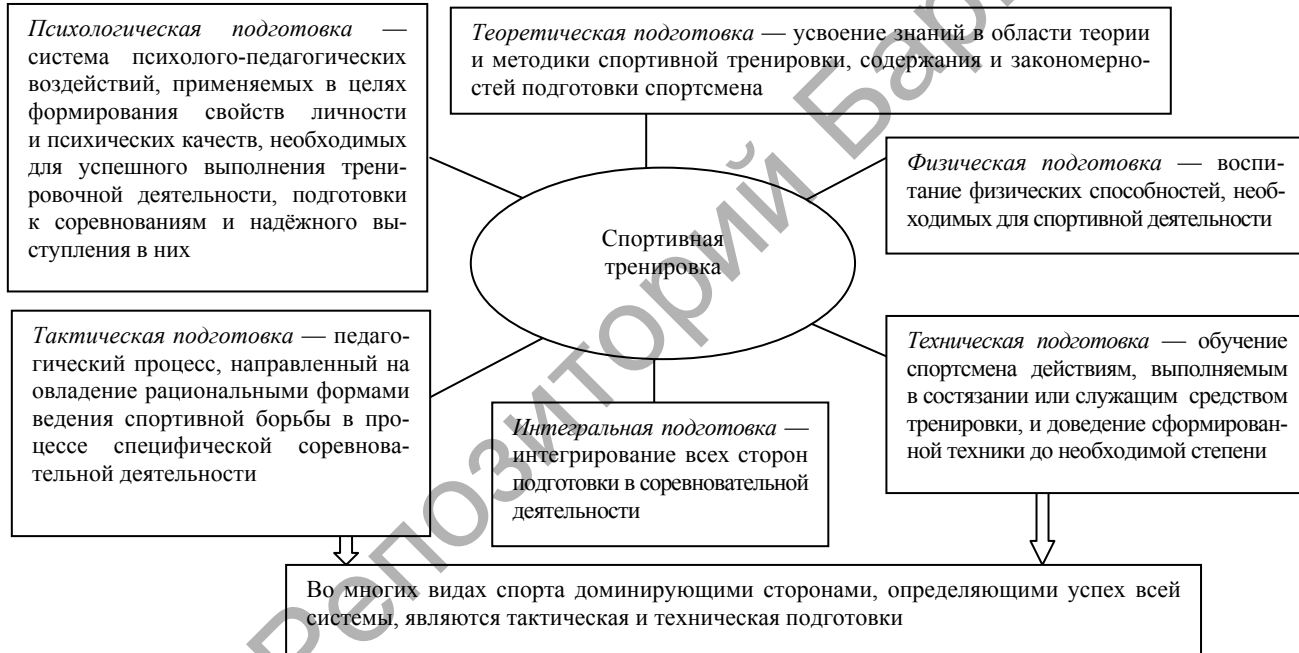 Психологическая подготовка —
система психолого-педагогических
воздействий, применяемых в целях
формирования свойств личности
и психических качеств, необходимых
для успешного выполнения трени-
ровочной деятельности, подготовки
к соревнованиям и надёжного вы-
ступления в них
Теоретическая подготовка — усвоение знаний в области теории
и методики спортивной тренировки, содержания и закономерно-
стей подготовки спортсмена
Физическая подготовка — воспи-
тание физических способностей, необ-
ходимых для спортивной деятельности
Спортивная
тренировка
Тактическая подготовка — педаго-
гический процесс, направленный на
овладение рациональными формами
ведения спортивной борьбы в про-
цессе специфической соревнова-
тельной деятельности
Интегральная подготовка —
интегрирование всех сторон
подготовки в соревновательной
деятельности
Техническая подготовка — обучение
спортсмена действиям, выполняемым
в состязании или служащим средством
тренировки, и доведение сформирован-
ной техники до необходимой степени
Во многих видах спорта доминирующими сторонами, определяющими успех всей
системы, являются тактическая и техническая подготовки
Репозиторий